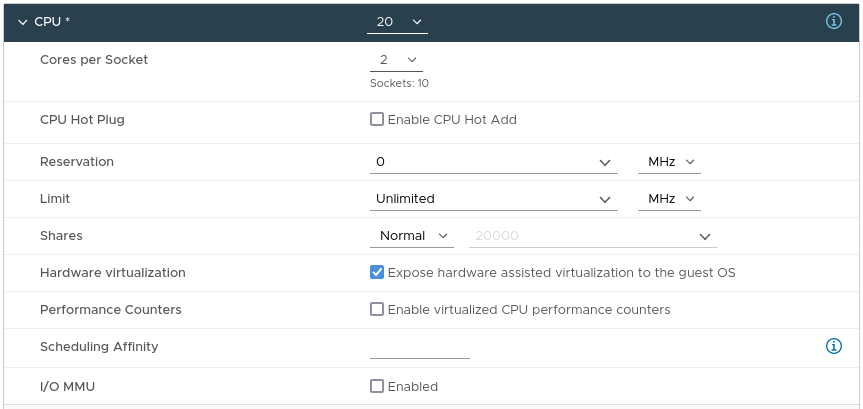 CPU * 20
Cores per Socket 2
Sockets: 10
CPU Hot Plug Enable CPU Hot Add
Reservation 0 MHz
Limit Unlimited MHz
Shares Normal 20000
Hardware virtualization Expose hardware assisted virtualization to the guest OS
Performance Counters Enable virtualized CPU performance counters
Scheduling Affinity
I/O MMU Enabled